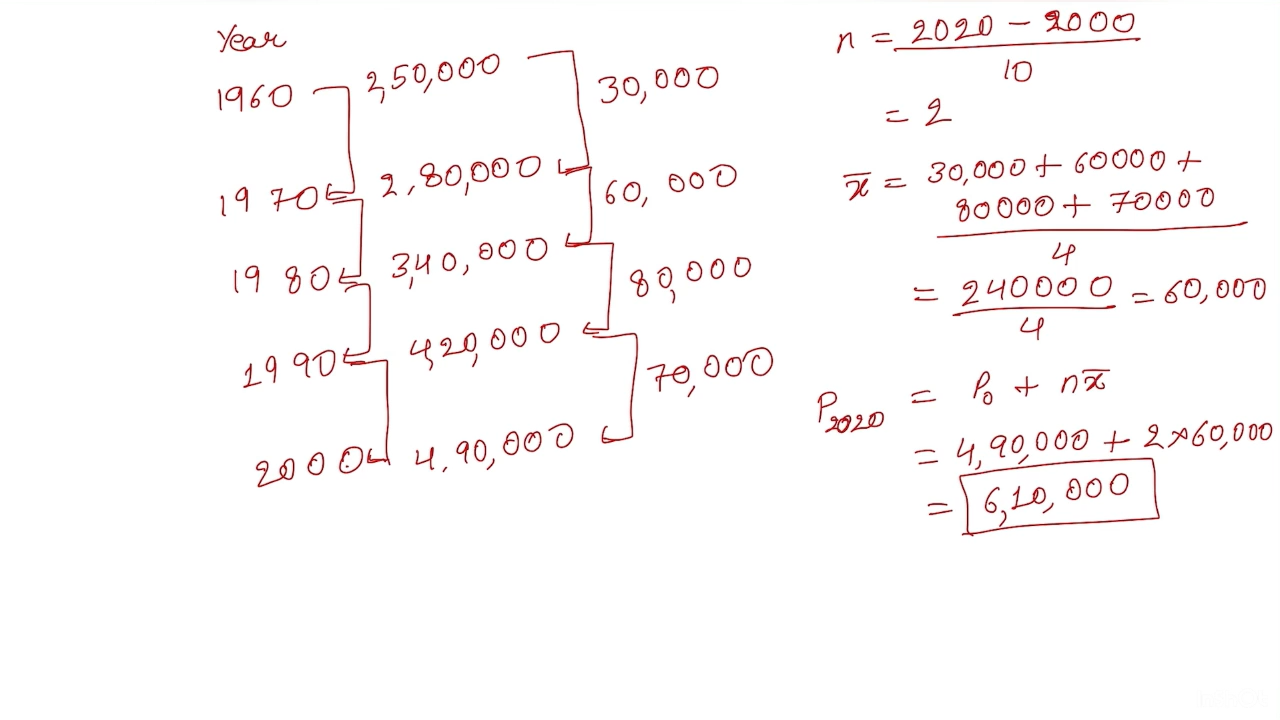 Year
1960 2,50,000 30,000
1970 2,80,000 60,000
1980 3,40,000 80,000
1990 4,20,000 70,000
2000 4,90,000
n = 2020 - 2000
10
= 2
x̄ = 30,000 + 60000 +
80000 + 70000
4
= 240000 = 60,000
4
P2020 = P0 + nx̄
= 4,90,000 + 2×60,000
= 6,10,000